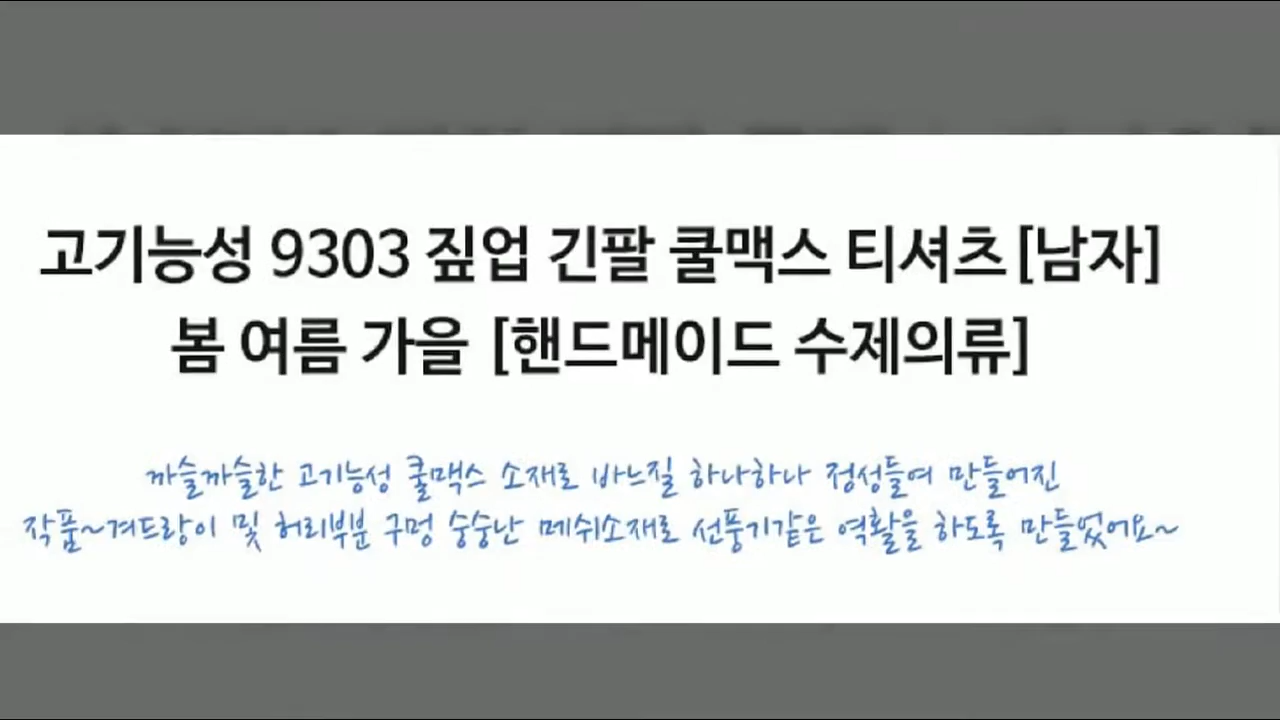 고기능성 9303 짚업 긴팔 쿨맥스 티셔츠 [남자]
봄 여름 가을 [핸드메이드 수제의류]
까슬까슬한 고기능성 쿨맥스 소재로 바느질 하나하나 정성들여 만들어진
작품~겨드랑이 및 허리부분 구멍 숭숭난 메쉬소재로 선풍기같은 역활을 하도록 만들었어요~